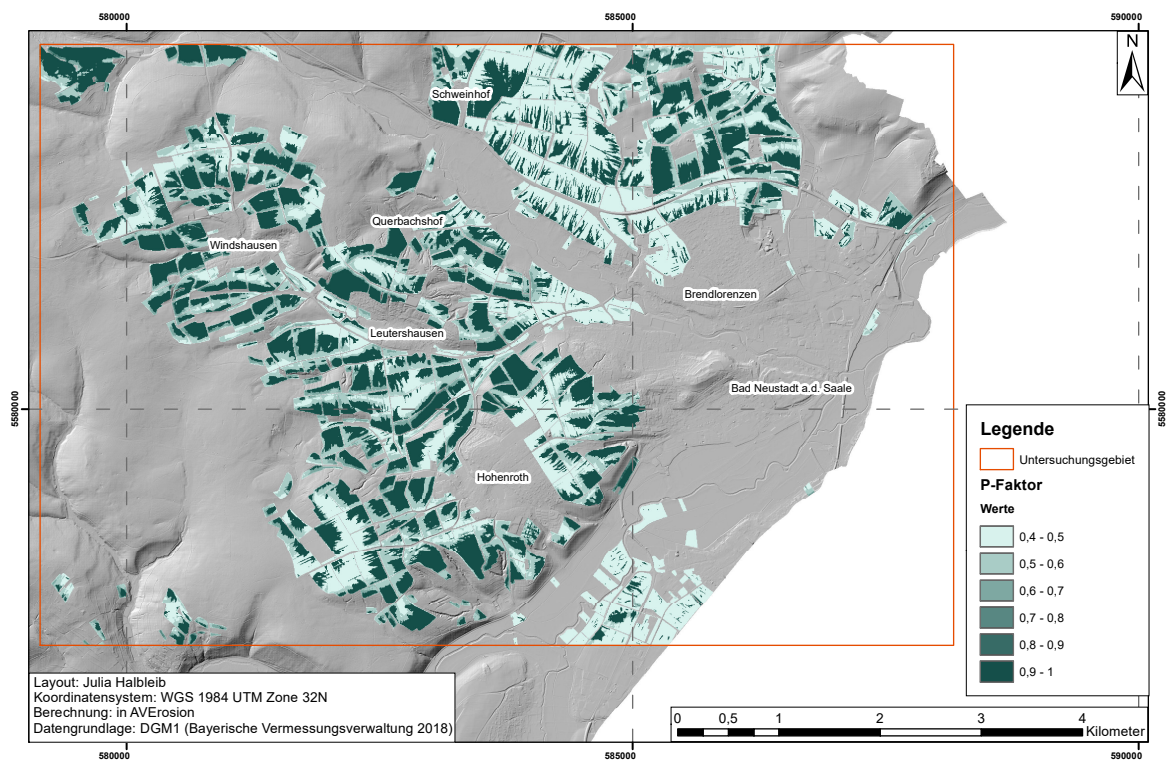 580000
585000
590000
N
Schweinhof
Querbachshof
Windshausen
Brendlorenzen
Leutershausen
Bad Neustadt a.d. Saale
5580000
5580000
Hohenroth
Legende
Untersuchungsgebiet
P-Faktor
Werte
0,4 - 0,5
0,5 - 0,6
0,6 - 0,7
0,7 - 0,8
0,8 - 0,9
0,9 - 1
Layout: Julia Halbleib
Koordinatensystem: WGS 1984 UTM Zone 32N
Berechnung: in AVErosion
Datengrundlage: DGM1 (Bayerische Vermessungsverwaltung 2018)
0 0,5 1 2 3 4
Kilometer
580000
585000
590000